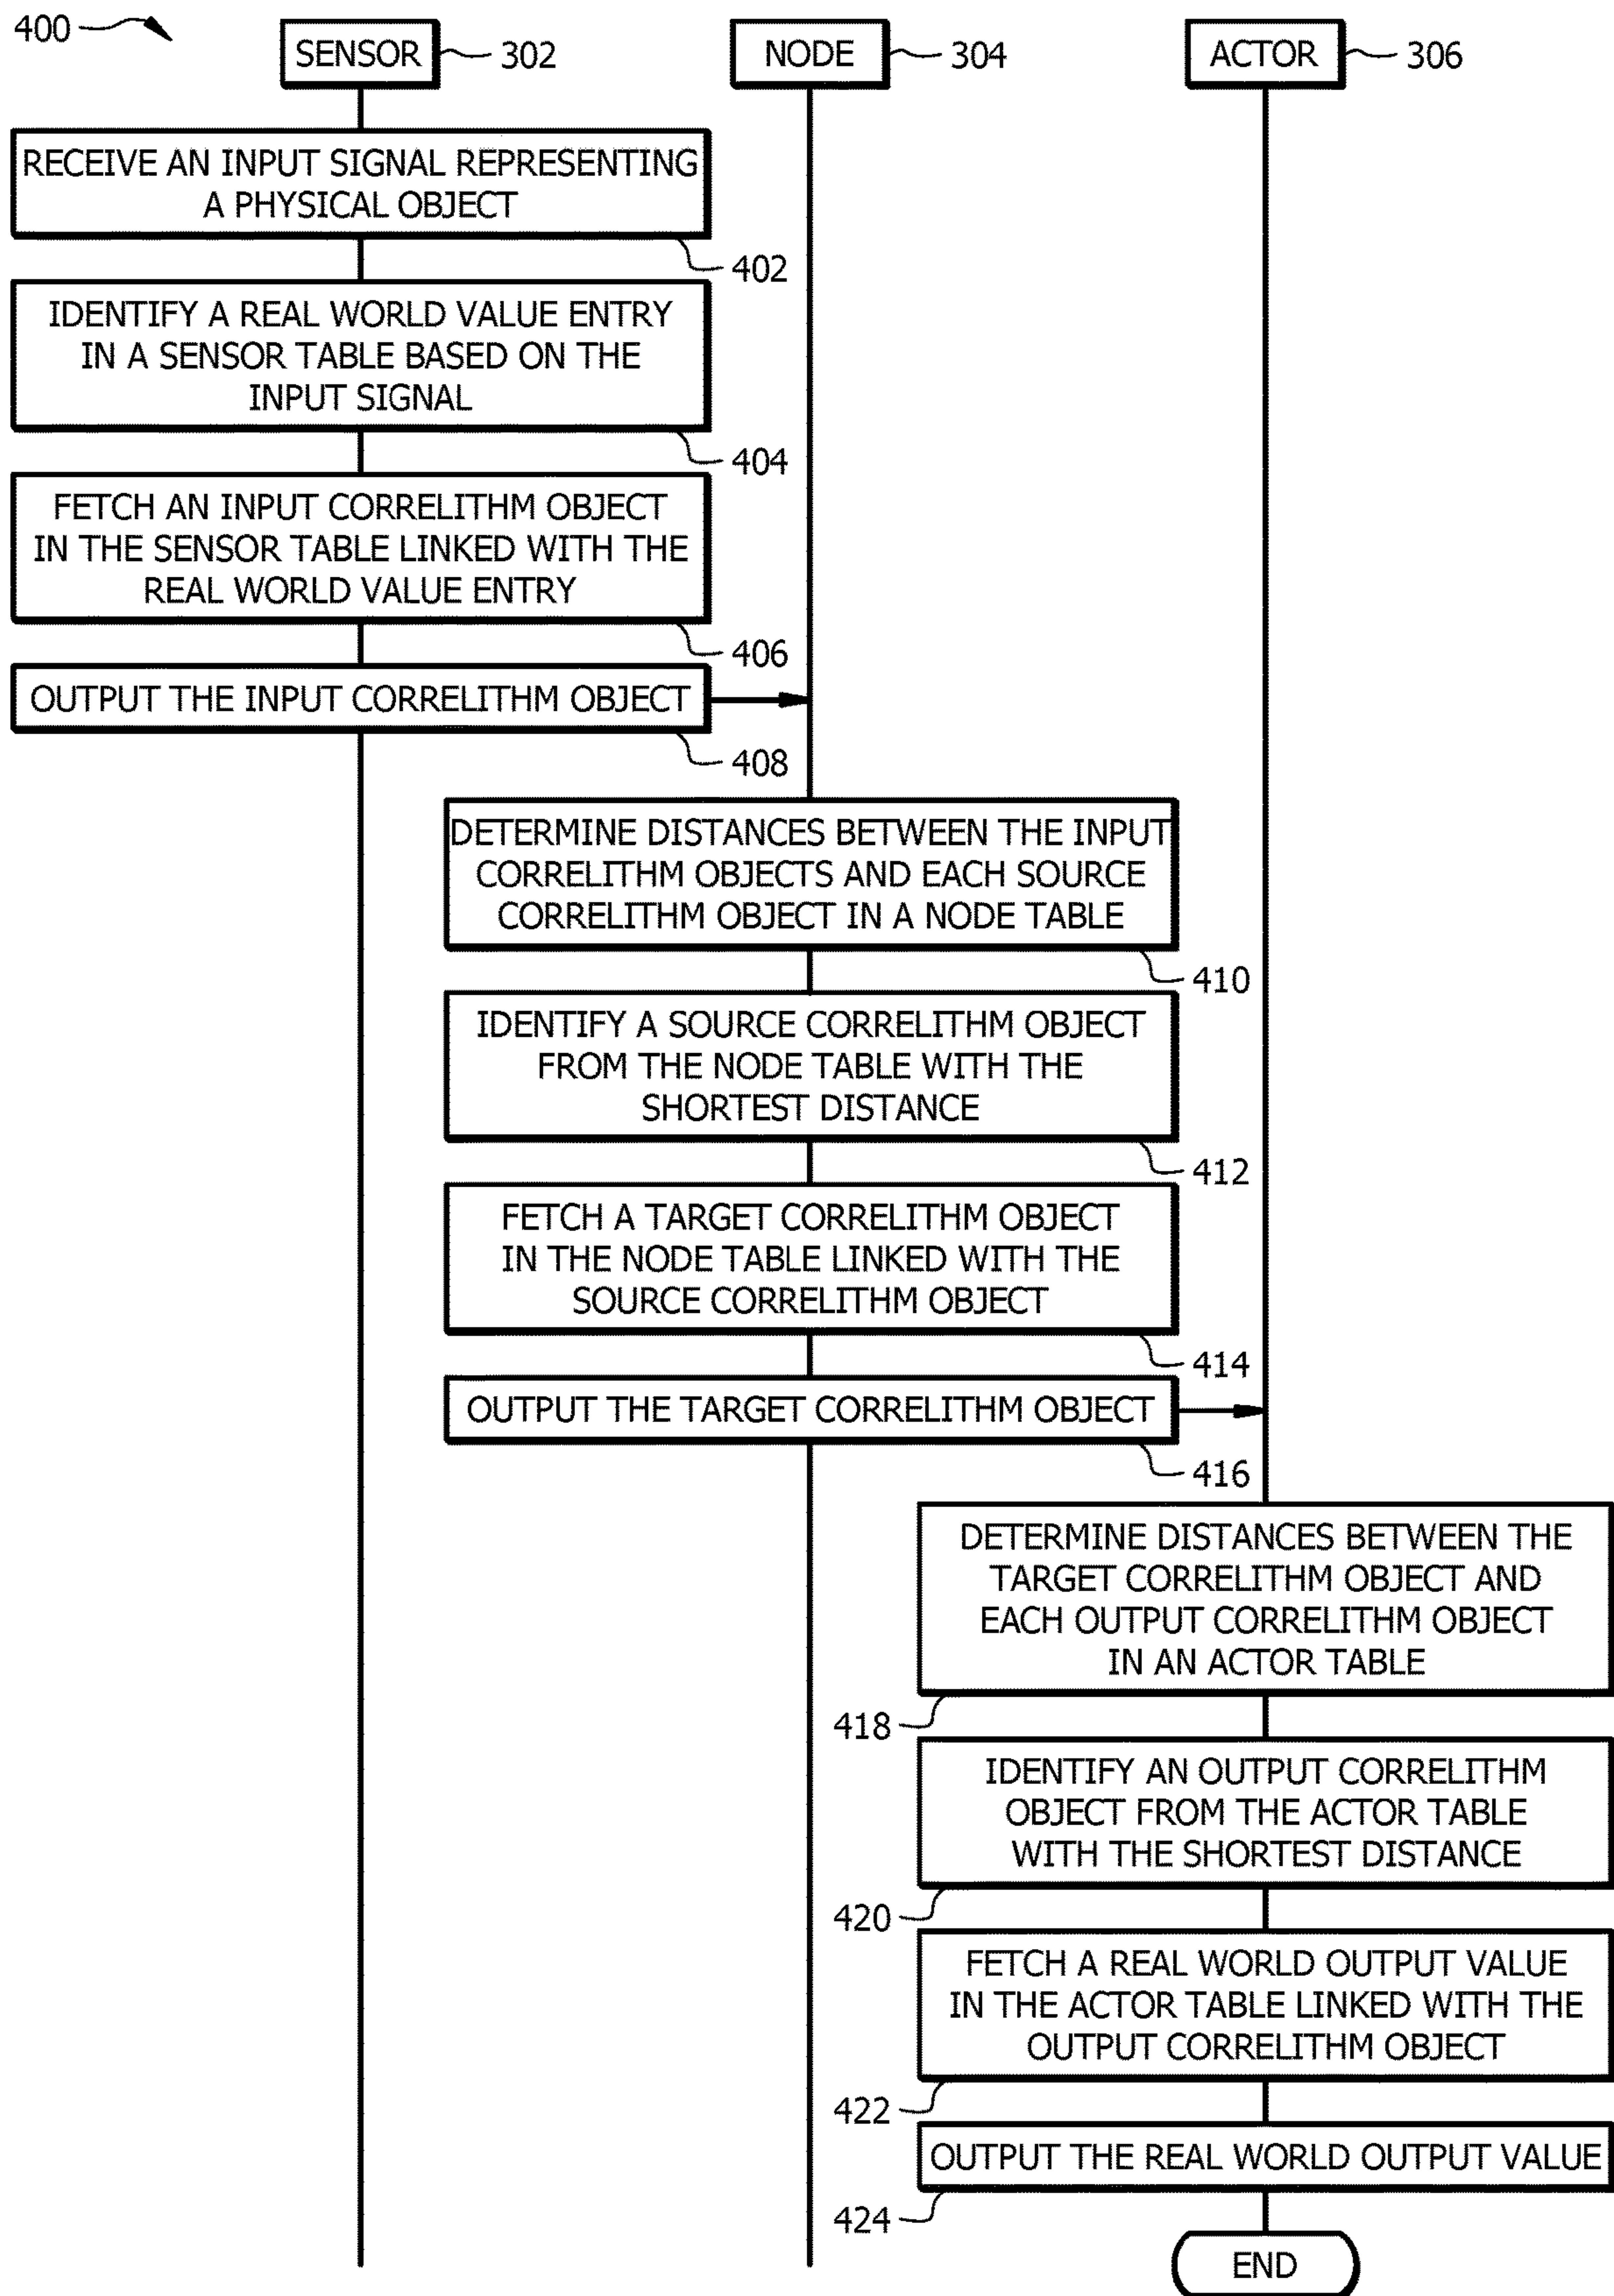 400
SENSOR
302
NODE
304
ACTOR
306
RECEIVE AN INPUT SIGNAL REPRESENTING
A PHYSICAL OBJECT
402
IDENTIFY A REAL WORLD VALUE ENTRY
IN A SENSOR TABLE BASED ON THE
INPUT SIGNAL
404
FETCH AN INPUT CORRELITHM OBJECT
IN THE SENSOR TABLE LINKED WITH THE
REAL WORLD VALUE ENTRY
406
OUTPUT THE INPUT CORRELITHM OBJECT
408
DETERMINE DISTANCES BETWEEN THE INPUT
CORRELITHM OBJECTS AND EACH SOURCE
CORRELITHM OBJECT IN A NODE TABLE
410
IDENTIFY A SOURCE CORRELITHM OBJECT
FROM THE NODE TABLE WITH THE
SHORTEST DISTANCE
412
FETCH A TARGET CORRELITHM OBJECT
IN THE NODE TABLE LINKED WITH THE
SOURCE CORRELITHM OBJECT
414
OUTPUT THE TARGET CORRELITHM OBJECT
416
DETERMINE DISTANCES BETWEEN THE
TARGET CORRELITHM OBJECT AND
EACH OUTPUT CORRELITHM OBJECT
IN AN ACTOR TABLE
418
IDENTIFY AN OUTPUT CORRELITHM
OBJECT FROM THE ACTOR TABLE
WITH THE SHORTEST DISTANCE
420
FETCH A REAL WORLD OUTPUT VALUE
IN THE ACTOR TABLE LINKED WITH THE
OUTPUT CORRELITHM OBJECT
422
OUTPUT THE REAL WORLD OUTPUT VALUE
424
END